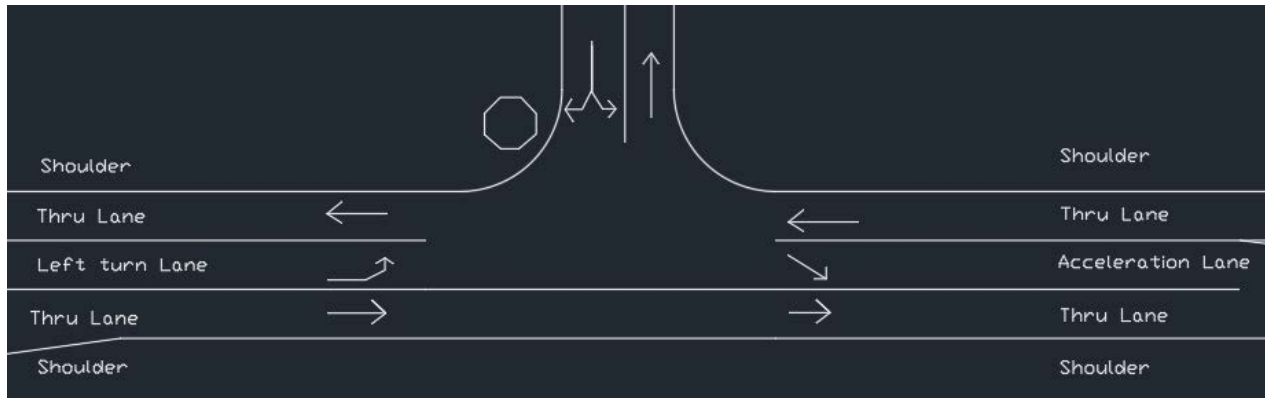 Shoulder
Shoulder
Thru Lane
Thru Lane
Left turn Lane
Acceleration Lane
Thru Lane
Thru Lane
Shoulder
Shoulder